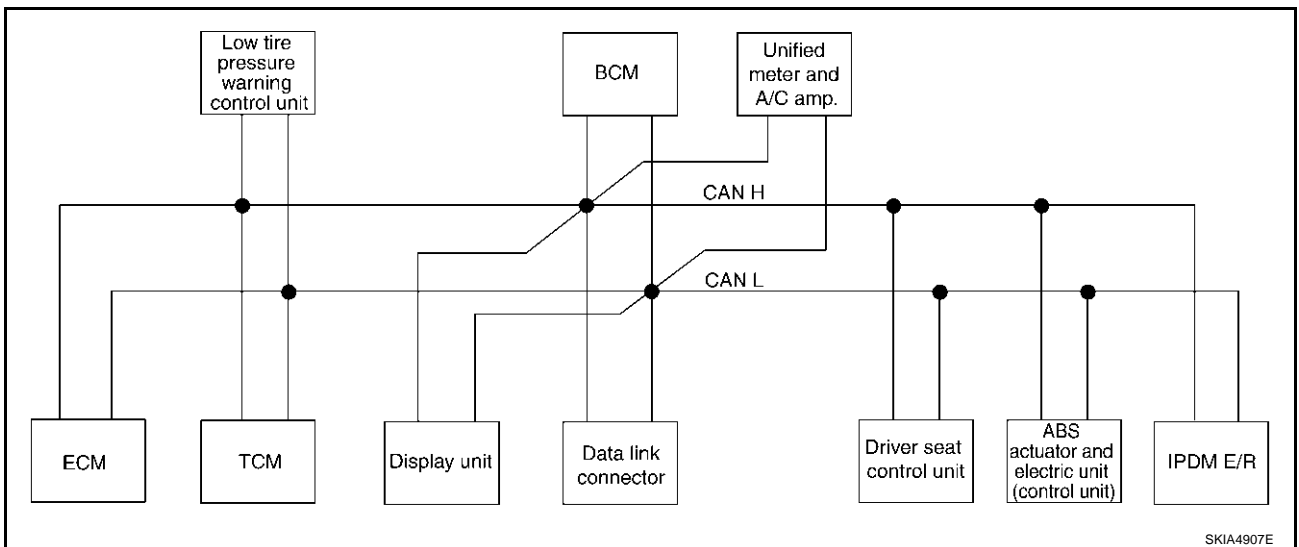 Low tire
pressure
warning
control unit
BCM
Unified
meter and
A/C amp.
CAN H
CAN L
ECM
TCM
Display unit
Data link
connector
Driver seat
control unit
ABS
actuator and
electric unit
(control unit)
IPDM E/R
SKIA4907E